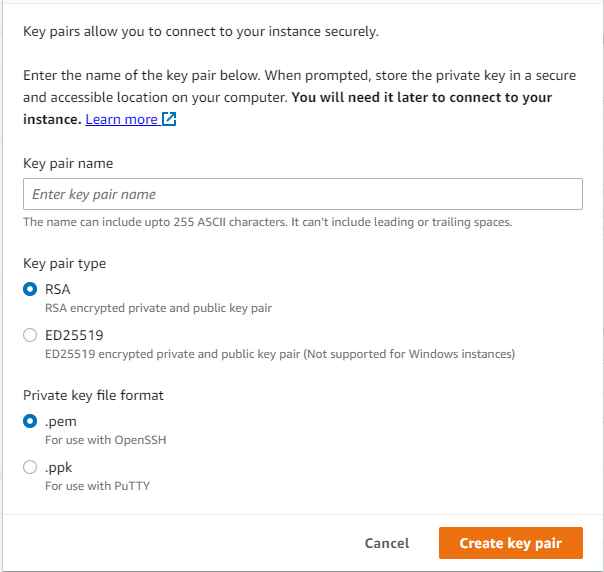 Key pairs allow you to connect to your instance securely.
Enter the name of the key pair below. When prompted, store the private key in a secure
and accessible location on your computer. You will need it later to connect to your
instance. Learn more
Key pair name
Enter key pair name
The name can include upto 255 ASCII characters. It can't include leading or trailing spaces.
Key pair type
RSA
RSA encrypted private and public key pair
ED25519
ED25519 encrypted private and public key pair (Not supported for Windows instances)
Private key file format
.pem
For use with OpenSSH
.ppk
For use with PuTTY
Cancel Create key pair